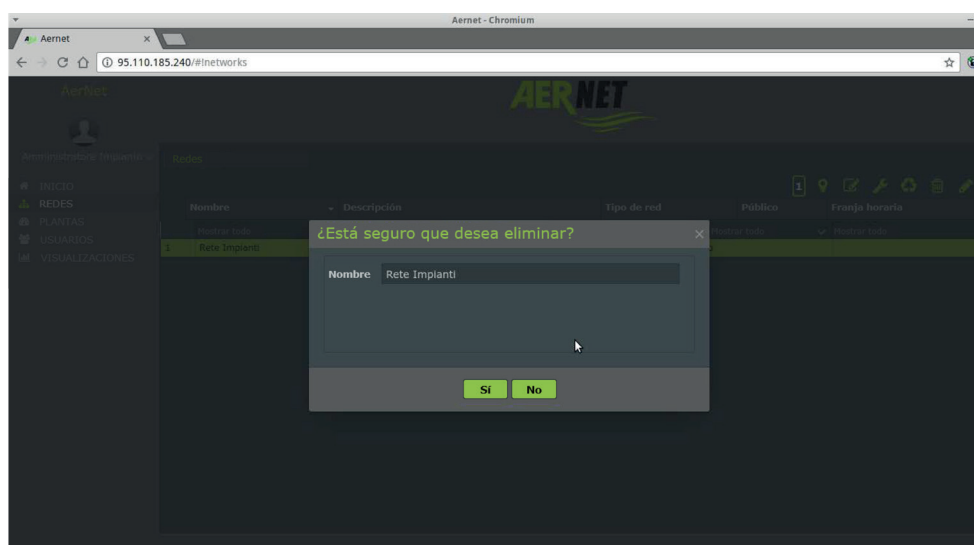 Aernet - Chromium
Aernet
95.110.185.240/#!networks
AerNet
AERNET
Redes
INICIO
REDES
PLANTAS
USUARIOS
VISUALIZACIONES
1
Nombre
Descripción
Tipo de red
Público
Franja horaria
Mostrar todo
Mostrar todo
Mostrar todo
1 Rete Impianti
¿Está seguro que desea eliminar?
Nombre Rete Impianti
Sí No